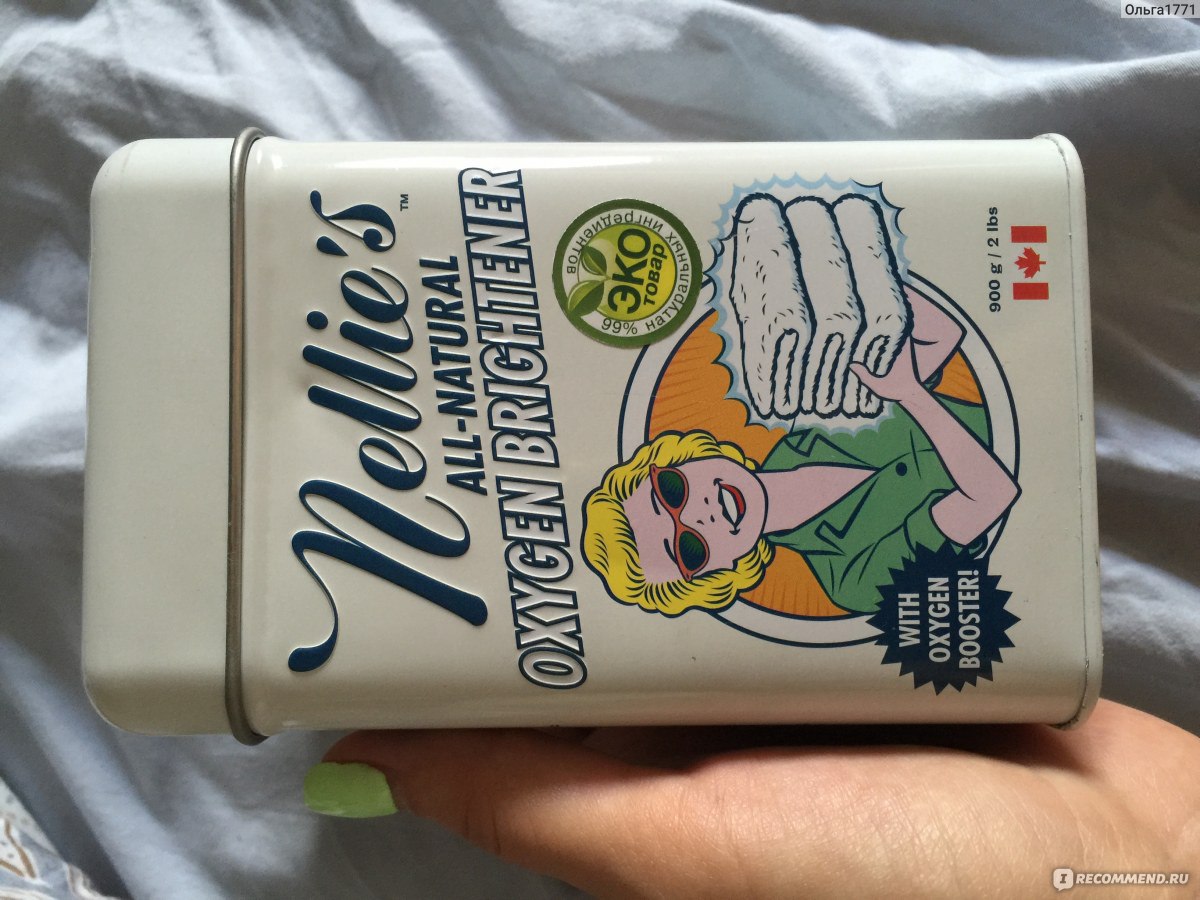 Nellie's™
ALL-NATURAL
OXYGEN BRIGHTENER
ЭКО
товар
99% натуральных ингредиентов
900 g / 2 lbs
WITH
OXYGEN
BOOSTER!
Ольга1771
IRECOMMEND.RU